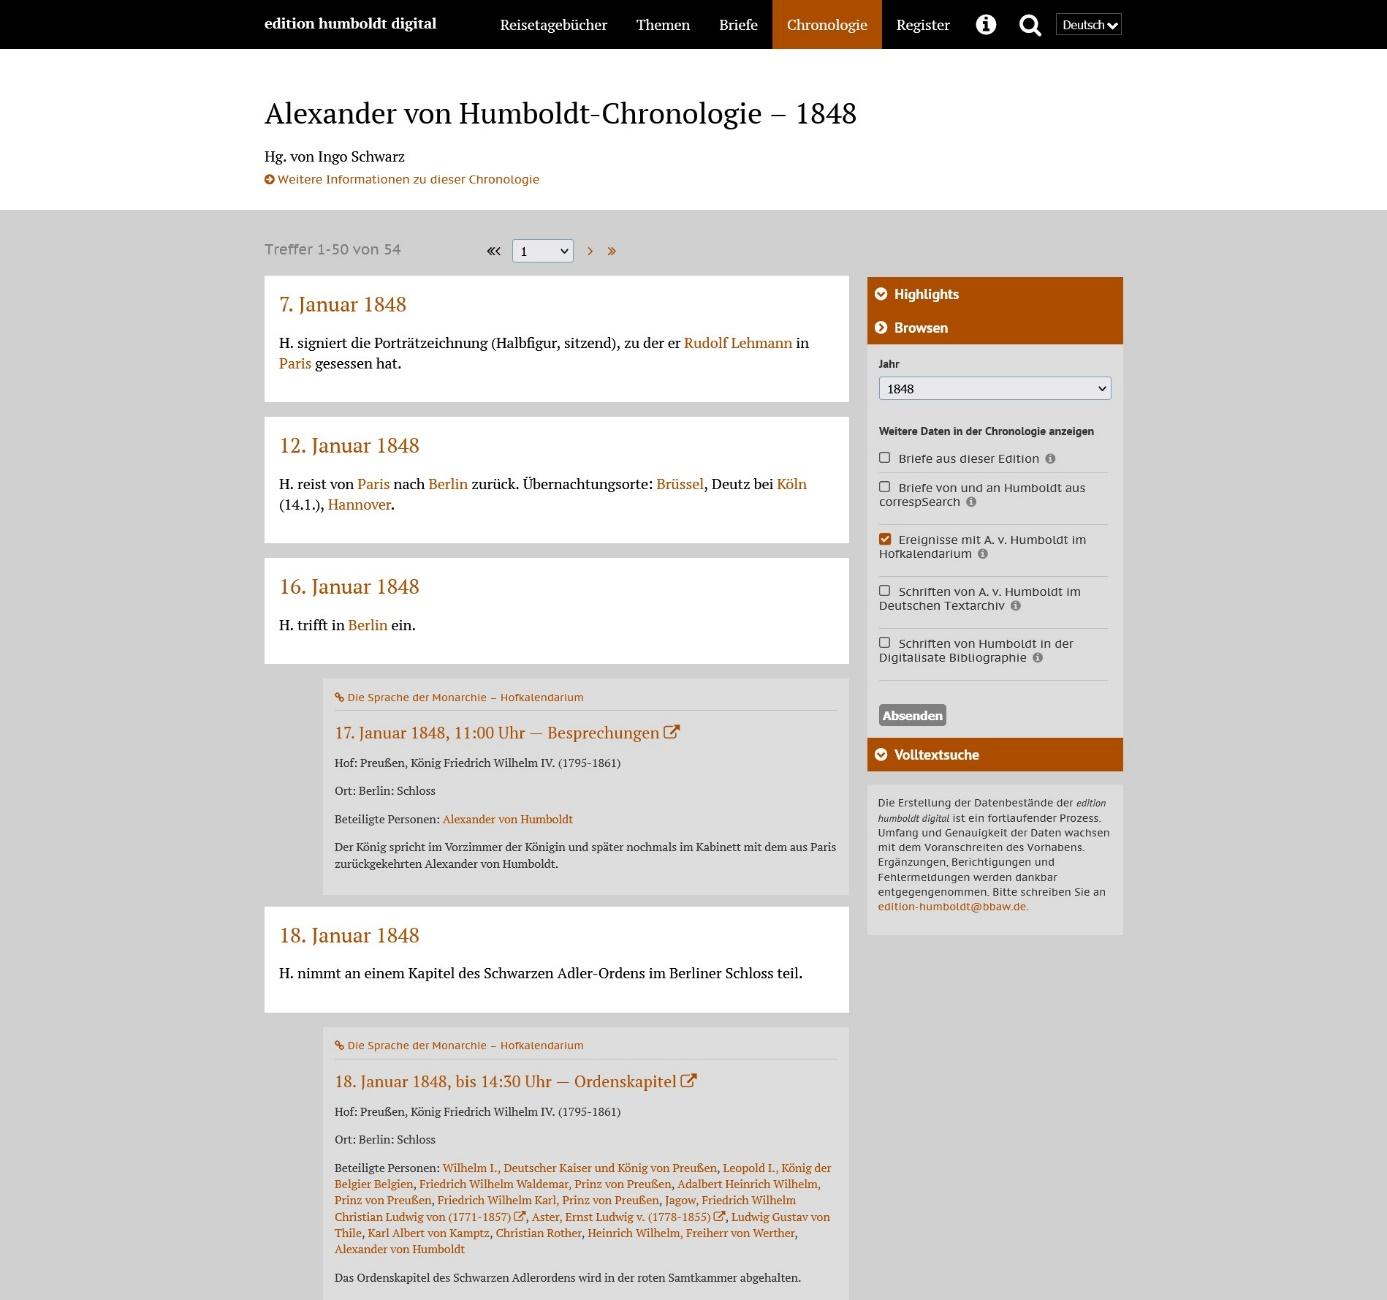 edition humboldt digital
Reisetagebücher Themen Briefe Chronologie Register Deutsch
Alexander von Humboldt-Chronologie – 1848
Hg. von Ingo Schwarz
Weitere Informationen zu dieser Chronologie
Treffer 1-50 von 54
1
7. Januar 1848
H. signiert die Porträtzeichnung (Halbfigur, sitzend), zu der er Rudolf Lehmann in
Paris gesessen hat.
12. Januar 1848
H. reist von Paris nach Berlin zurück. Übernachtungsorte: Brüssel, Deutz bei Köln
(14.1.), Hannover.
16. Januar 1848
H. trifft in Berlin ein.
Die Sprache der Monarchie – Hofkalendarium
17. Januar 1848, 11:00 Uhr — Besprechungen
Hof: Preußen, König Friedrich Wilhelm IV. (1795-1861)
Ort: Berlin: Schloss
Beteiligte Personen: Alexander von Humboldt
Der König spricht im Vorzimmer der Königin und später nochmals im Kabinett mit dem aus Paris
zurückgekehrten Alexander von Humboldt.
18. Januar 1848
H. nimmt an einem Kapitel des Schwarzen Adler-Ordens im Berliner Schloss teil.
Die Sprache der Monarchie – Hofkalendarium
18. Januar 1848, bis 14:30 Uhr — Ordenskapitel
Hof: Preußen, König Friedrich Wilhelm IV. (1795-1861)
Ort: Berlin: Schloss
Beteiligte Personen: Wilhelm I., Deutscher Kaiser und König von Preußen, Leopold I., König der
Belgier Belgien, Friedrich Wilhelm Waldemar, Prinz von Preußen, Adalbert Heinrich Wilhelm,
Prinz von Preußen, Friedrich Wilhelm Karl, Prinz von Preußen, Jagow, Friedrich Wilhelm
Christian Ludwig von (1771-1857), Aster, Ernst Ludwig v. (1778-1855), Ludwig Gustav von
Thile, Karl Albert von Kamptz, Christian Rother, Heinrich Wilhelm, Freiherr von Werther,
Alexander von Humboldt
Das Ordenskapitel des Schwarzen Adlerordens wird in der roten Samtkammer abgehalten.
Highlights
Browsen
Jahr
1848
Weitere Daten in der Chronologie anzeigen
Briefe aus dieser Edition
Briefe von und an Humboldt aus
correspSearch
Ereignisse mit A. v. Humboldt im
Hofkalendarium
Schriften von A. v. Humboldt im
Deutschen Textarchiv
Schriften von Humboldt in der
Digitalisate Bibliographie
Absenden
Volltextsuche
Die Erstellung der Datenbestände der edition
humboldt digital ist ein fortlaufender Prozess.
Umfang und Genauigkeit der Daten wachsen
mit dem Voranschreiten des Vorhabens.
Ergänzungen, Berichtigungen und
Fehlermeldungen werden dankbar
entgegengenommen. Bitte schreiben Sie an
edition-humboldt@bbaw.de.